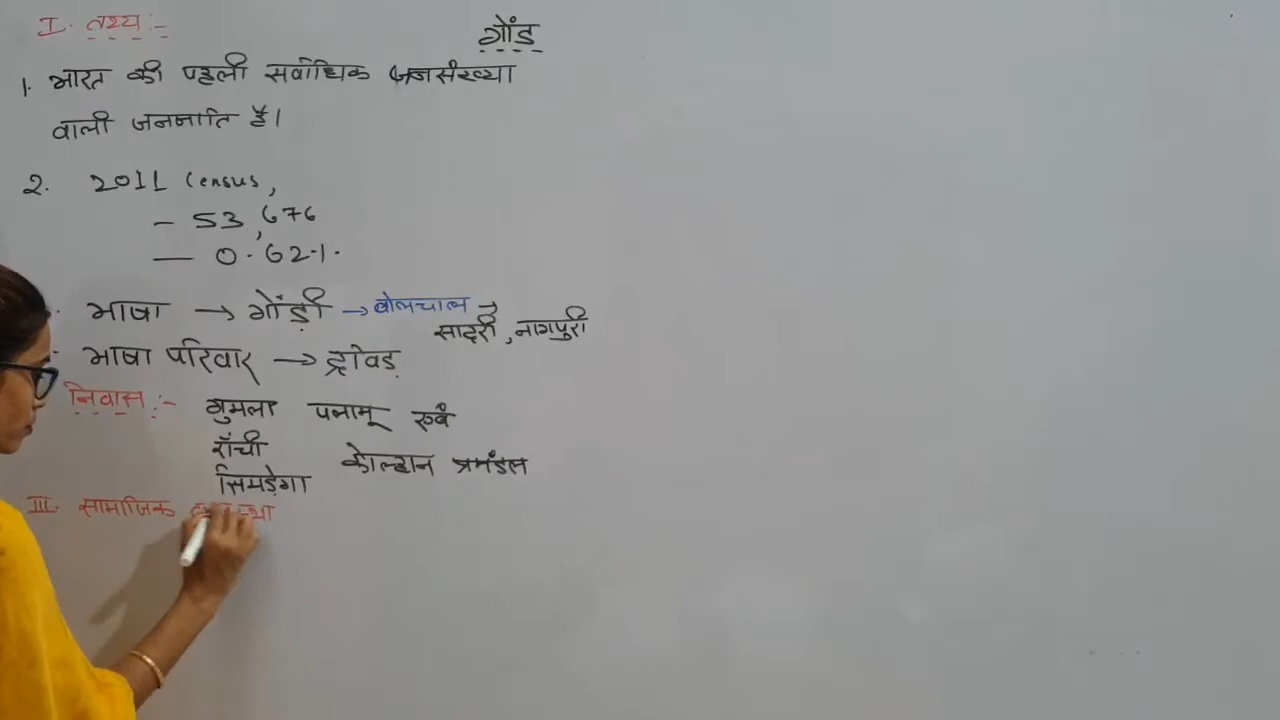 I. तथ्य :-
गोंड
1. भारत की पहली सर्वाधिक जनसंख्या
वाली जनजाति है।
2. 2011 Census,
- 53,676
- 0.62%
भाषा → गोंड़ी → बोलचाल →
सादरी, नागपुरी
भाषा परिवार → द्रविड़
निवास :- गुमला पलामू एवं
राँची कोल्हान प्रमंडल
सिमडेगा
III. सामाजिक